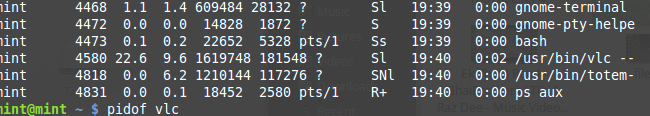 mint 4468 1.1 1.4 609484 28132 ? Sl 19:39 0:00 gnome-terminal
mint 4472 0.0 0.0 14828 1872 ? S 19:39 0:00 gnome-pty-helpe
mint 4473 0.1 0.2 22652 5328 pts/1 Ss 19:39 0:00 bash
mint 4580 22.6 9.6 1619748 181548 ? Sl 19:40 0:02 /usr/bin/vlc --
mint 4818 0.0 6.2 1210144 117276 ? SNl 19:40 0:00 /usr/bin/totem-
mint 4831 0.0 0.1 18452 2580 pts/1 R+ 19:40 0:00 ps aux
mint@mint ~ $ pidof vlc